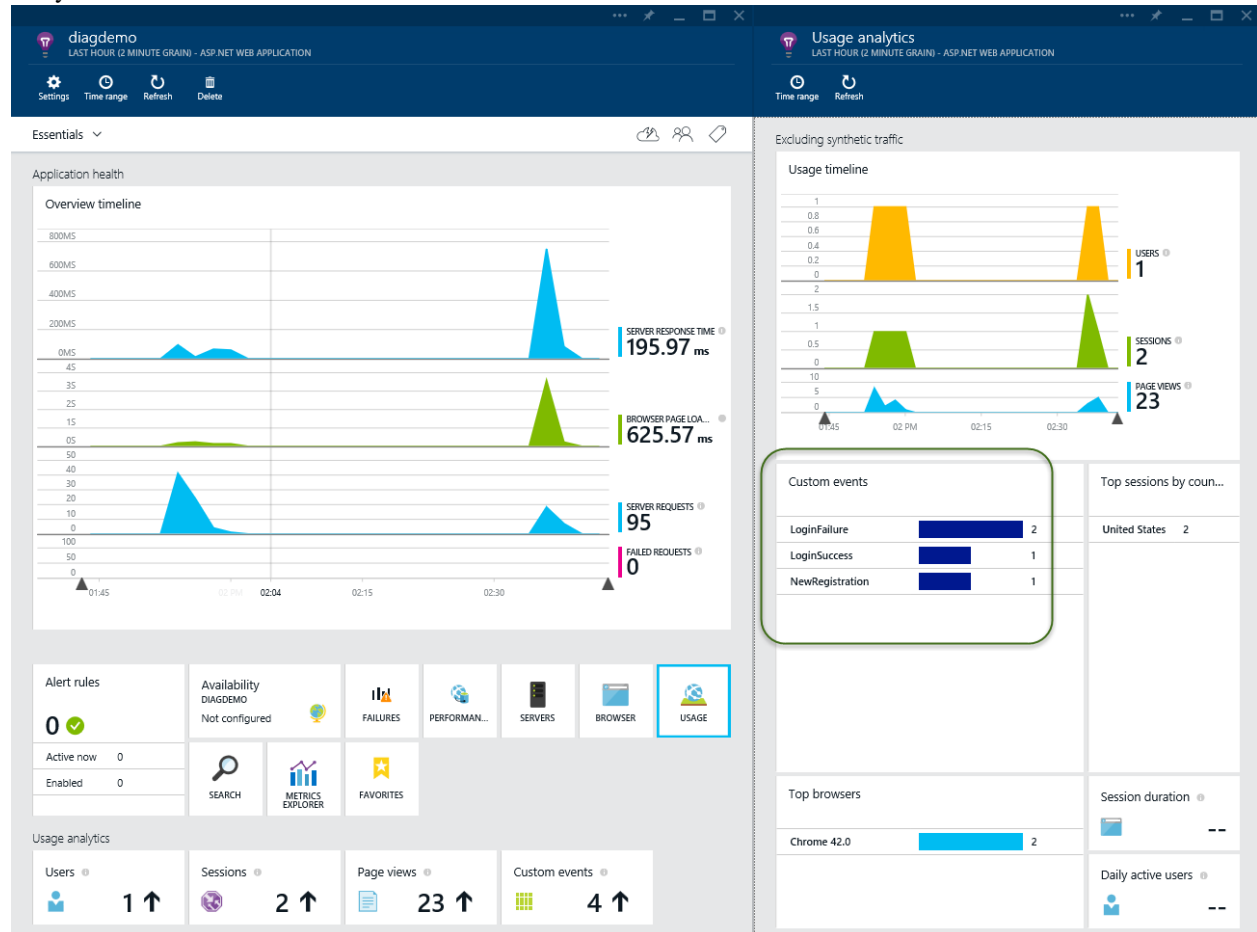 diagdemo
LAST HOUR (2 MINUTE GRAIN) - ASP.NET WEB APPLICATION
Settings Time range Refresh Delete
Essentials
Application health
Overview timeline
800MS
600MS
400MS
200MS
0MS
SERVER RESPONSE TIME
195.97 ms
4S
3S
2S
1S
0S
BROWSER PAGE LOA...
625.57 ms
50
40
30
20
10
0
SERVER REQUESTS
95
100
50
0
FAILED REQUESTS
0
01:45 02 PM 02:04 02:15 02:30
Alert rules
0
Active now 0
Enabled 0
Availability
DIAGDEMO
Not configured
FAILURES
PERFORMAN...
SERVERS
BROWSER
USAGE
SEARCH
METRICS
EXPLORER
FAVORITES
Usage analytics
Users
1
Sessions
2
Page views
23
Custom events
4
Usage analytics
LAST HOUR (2 MINUTE GRAIN) - ASP.NET WEB APPLICATION
Time range Refresh
Excluding synthetic traffic
Usage timeline
1
0.8
0.6
0.4
0.2
0
USERS
1
2
1.5
1
0.5
0
SESSIONS
2
10
5
0
PAGE VIEWS
23
01:45 02 PM 02:15 02:30
Custom events
LoginFailure 2
LoginSuccess 1
NewRegistration 1
Top sessions by coun...
United States 2
Top browsers
Chrome 42.0 2
Session duration
--
Daily active users
--